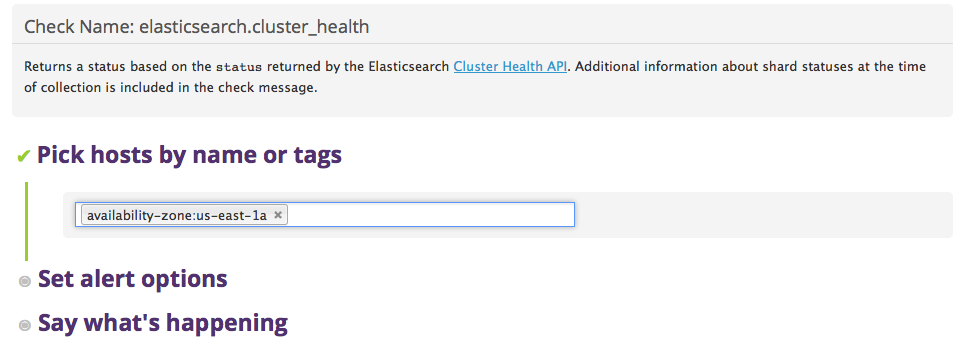 Check Name: elasticsearch.cluster_health
Returns a status based on the status returned by the Elasticsearch Cluster Health API. Additional information about shard statuses at the time
of collection is included in the check message.
✔ Pick hosts by name or tags
availability-zone:us-east-1a ×
Set alert options
Say what's happening